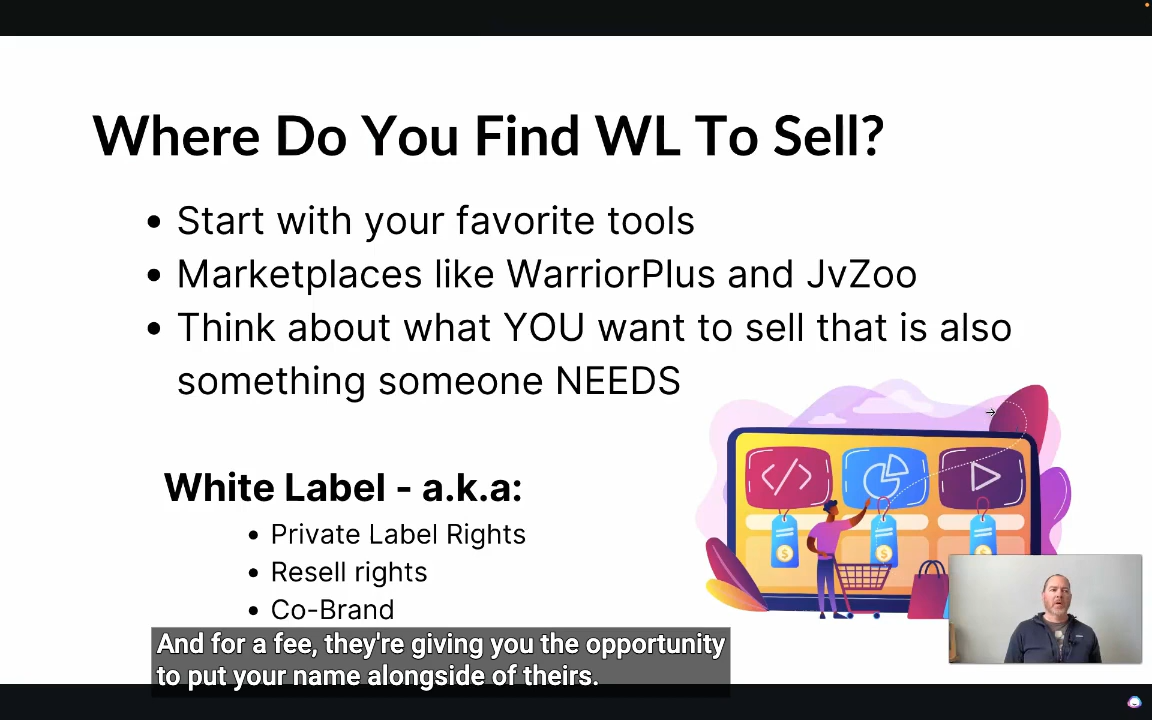 Where Do You Find WL To Sell?
• Start with your favorite tools
• Marketplaces like WarriorPlus and JvZoo
• Think about what YOU want to sell that is also
something someone NEEDS
White Label - a.k.a:
• Private Label Rights
• Resell rights
• Co-Brand
And for a fee, they're giving you the opportunity
to put your name alongside of theirs.